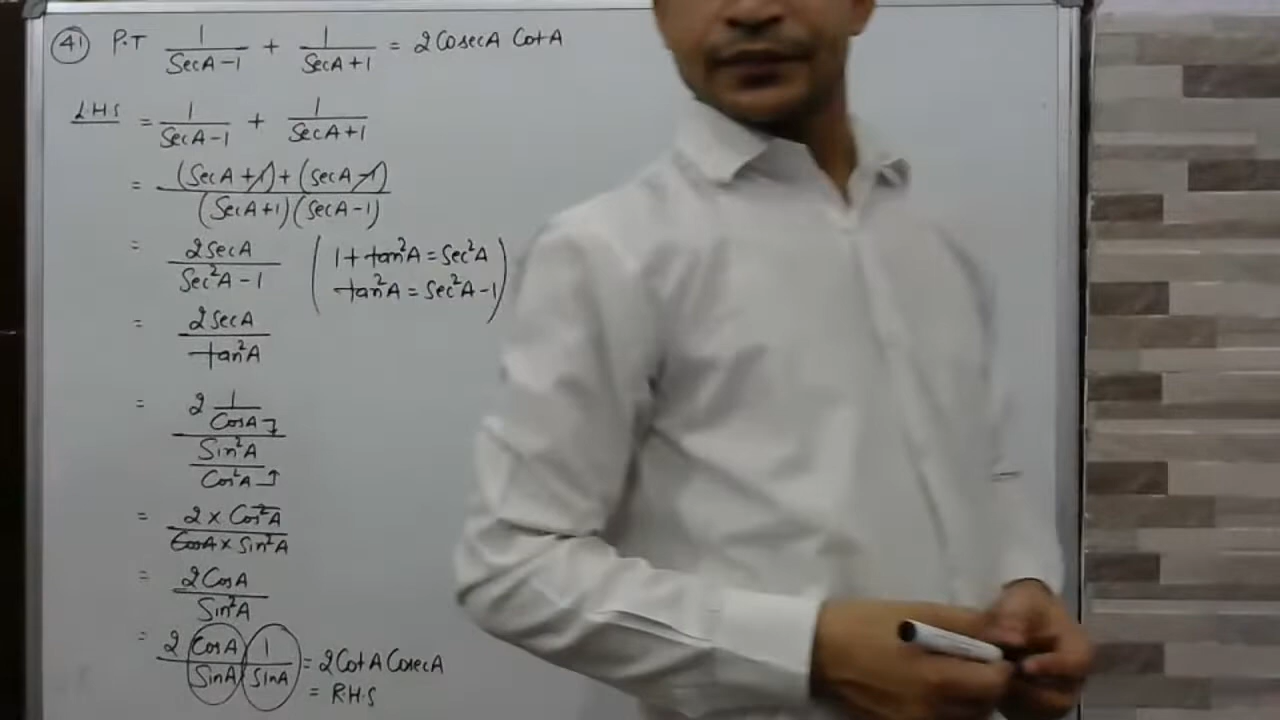 41 P.T 1/(SecA-1) + 1/(SecA+1) = 2CosecA CotA
L.H.S = 1/(SecA-1) + 1/(SecA+1)
= (SecA+1)+(SecA-1)/(SecA+1)(SecA-1)
= 2SecA/(Sec²A-1) (1+tan²A=Sec²A
tan²A=Sec²A-1)
= 2SecA/tan²A
= 2 1/CosA / Sin²A/Cos²A
= 2×Cos²A/CosA×Sin²A
= 2CosA/Sin²A
= 2 CosA/SinA 1/SinA = 2CotA CosecA
= R.H.S